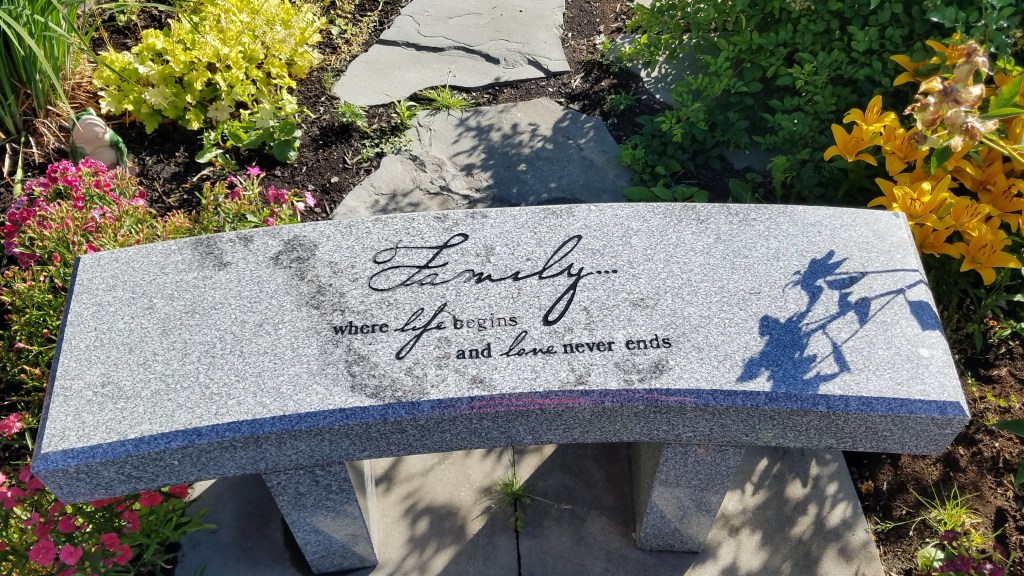 Family...
where life begins
and love never ends